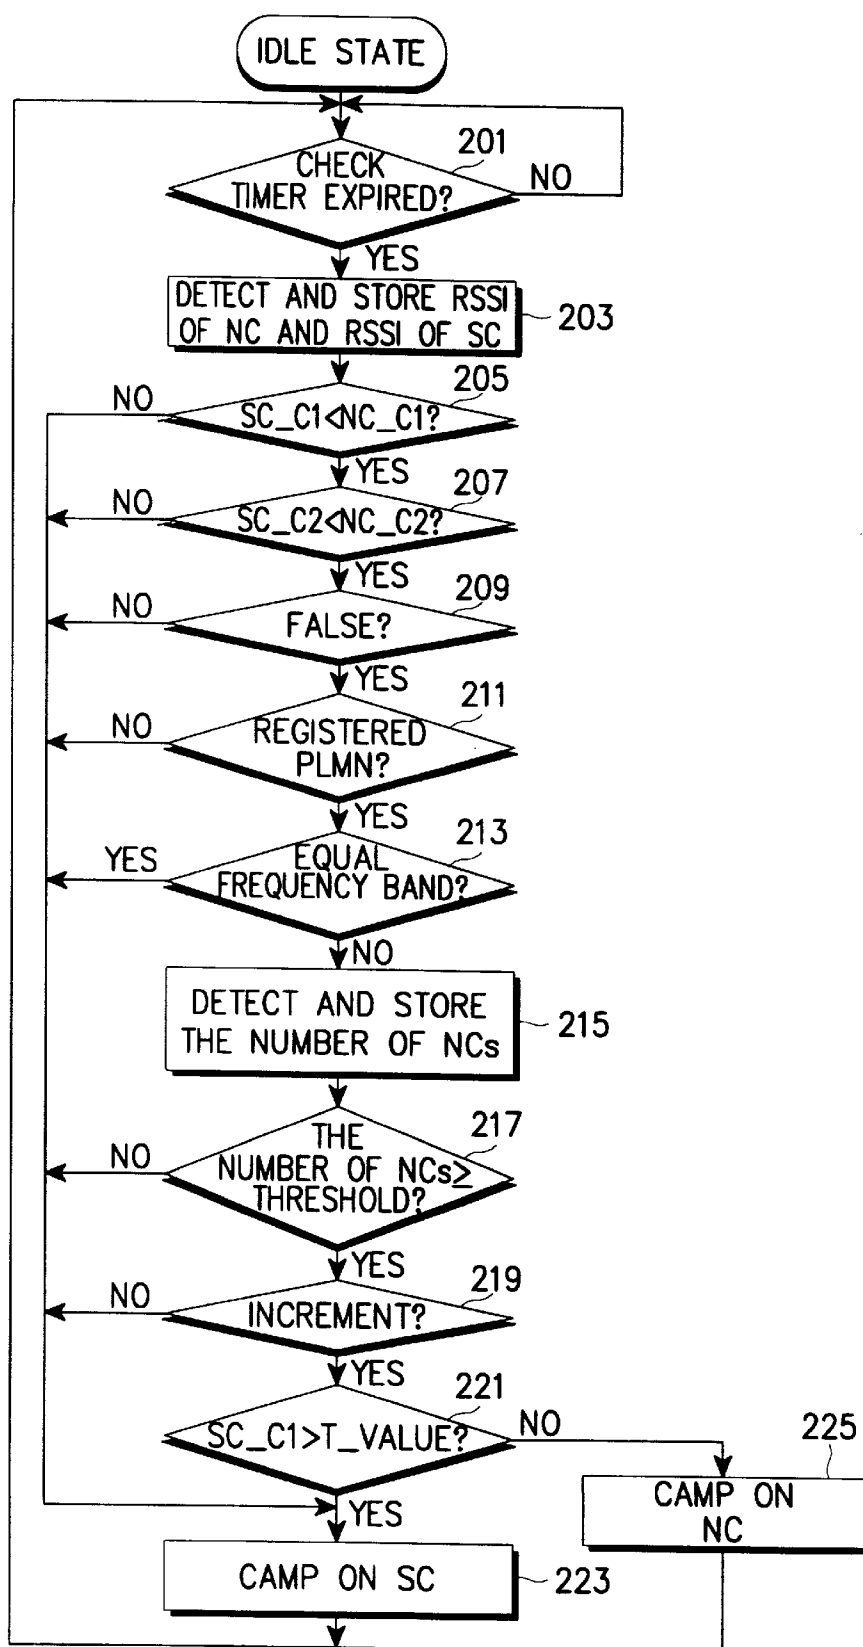 IDLE STATE
201
CHECK
TIMER EXPIRED?
NO
YES
DETECT AND STORE RSSI
OF NC AND RSSI OF SC
203
205
NO
SC_C1<NC_C1?
YES
207
NO
SC_C2<NC_C2?
YES
209
NO
FALSE?
YES
211
NO
REGISTERED
PLMN?
YES
213
YES
EQUAL
FREQUENCY BAND?
NO
DETECT AND STORE
THE NUMBER OF NCs
215
217
THE
NO
NUMBER OF NCs≥
THRESHOLD?
YES
219
NO
INCREMENT?
YES
221
SC_C1>T_VALUE?
NO
225
YES
CAMP ON
NC
CAMP ON SC
223